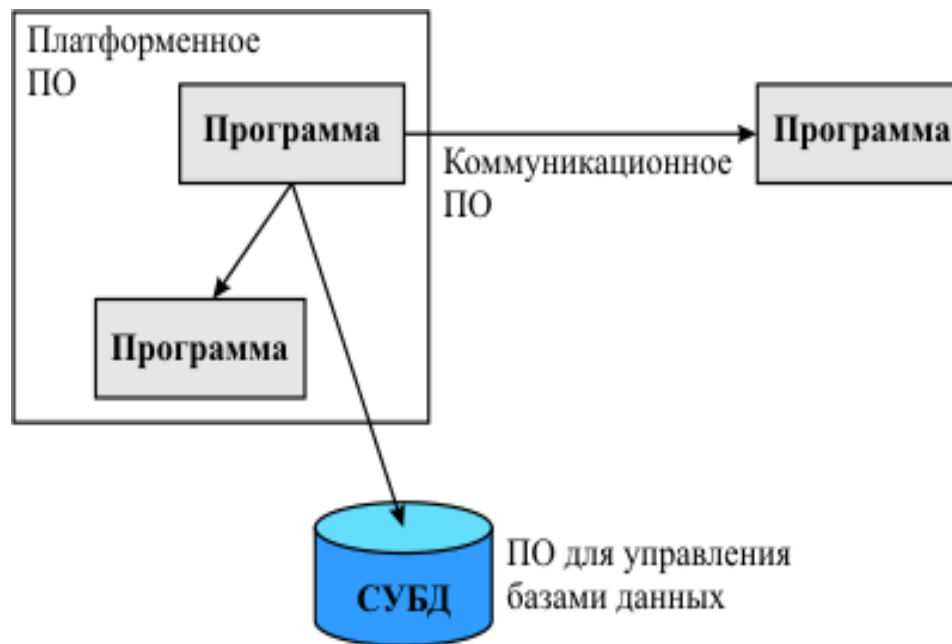 Платформенное
ПО
Программа
Программа
Коммуникационное
ПО
Программа
СУБД
ПО для управления
базами данных